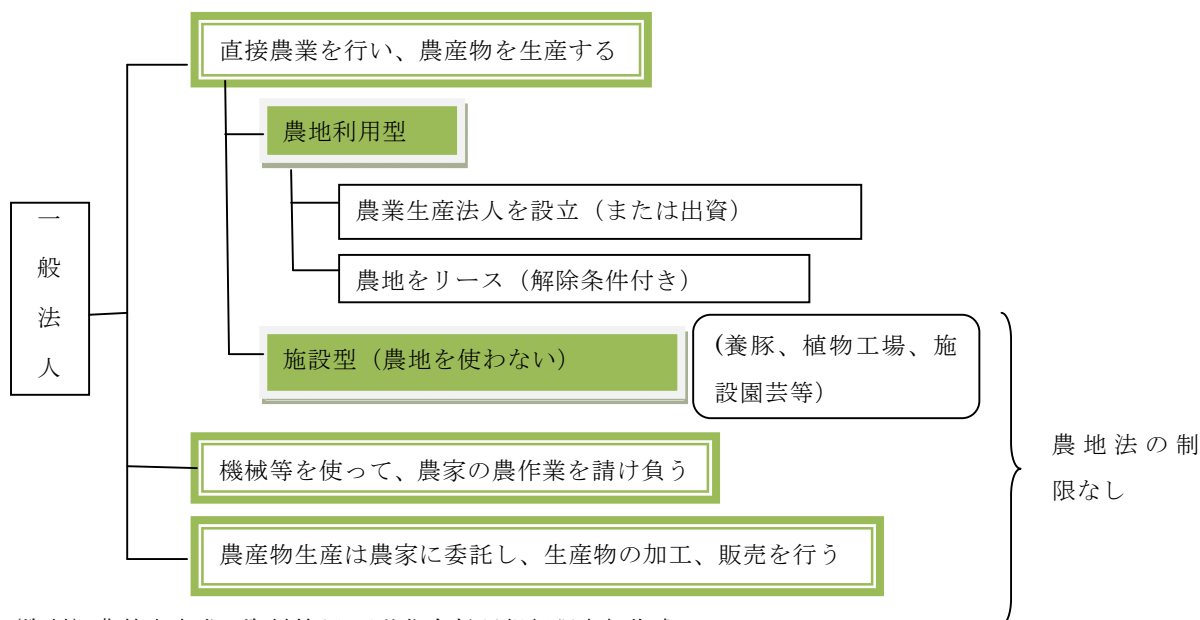 直接農業を行い、農産物を生産する
農地利用型
農業生産法人を設立（または出資）
農地をリース（解除条件付き）
一般法人
施設型（農地を使わない）
(養豚、植物工場、施
設園芸等）
機械等を使って、農家の農作業を請け負う
農産物生産は農家に委託し、生産物の加工、販売を行う
農地法の制
限なし